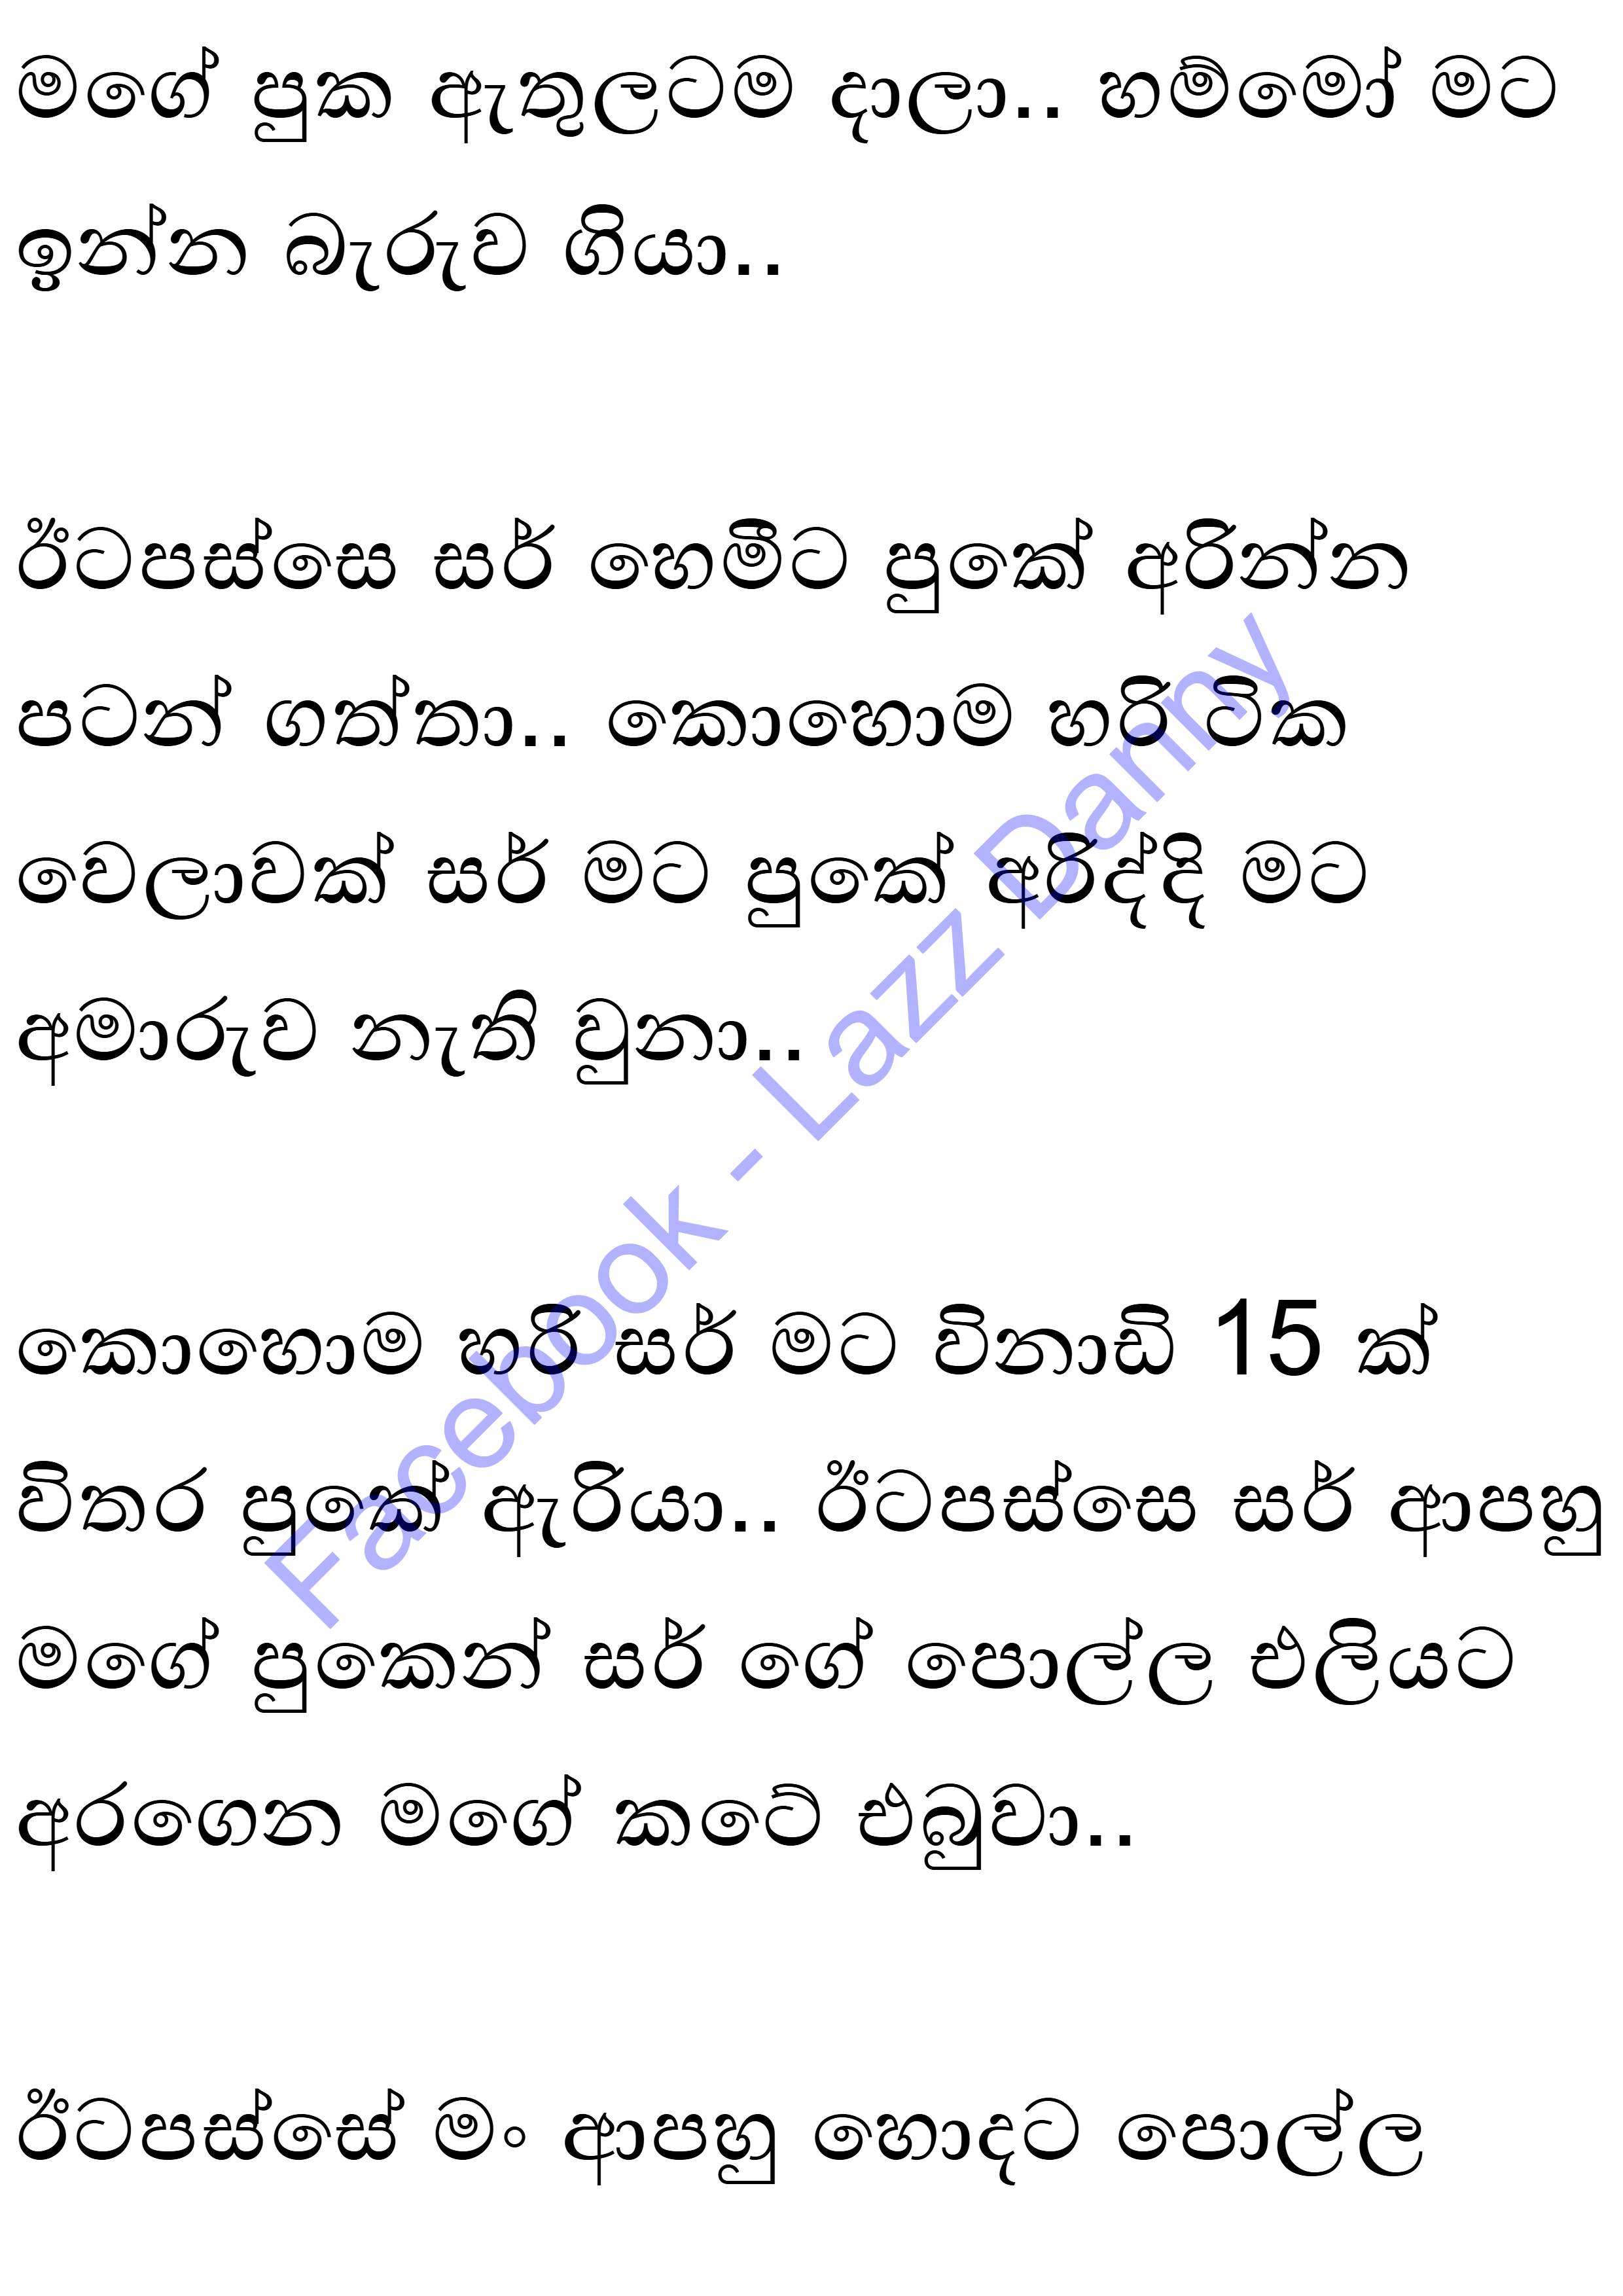 මගේ පුක ඇතුලටම දාලා.. හම්මෝ මට
ඉන්න බැරුව ගියා..
ඊටපස්සෙ සර් හෙමීට පුකේ අරින්න
පටන් ගත්තා.. කොහොම හරි ටික
වෙලාවක් සර් මට පුකේ අරිද්දි මට
අමාරුව නැති වුනා..
කොහොම හරි සර් මට විනාඩි 15 ක්
විතර පුකේ ඇරියා.. ඊටපස්සෙ සර් ආපහු
මගේ පුකෙන් සර් ගේ පොල්ල එලියට
අරගෙන මගේ කටේ එබුවා..
ඊටපස්සේ මං ආපහු හොදට පොල්ල
Facebook - Lazz Danny